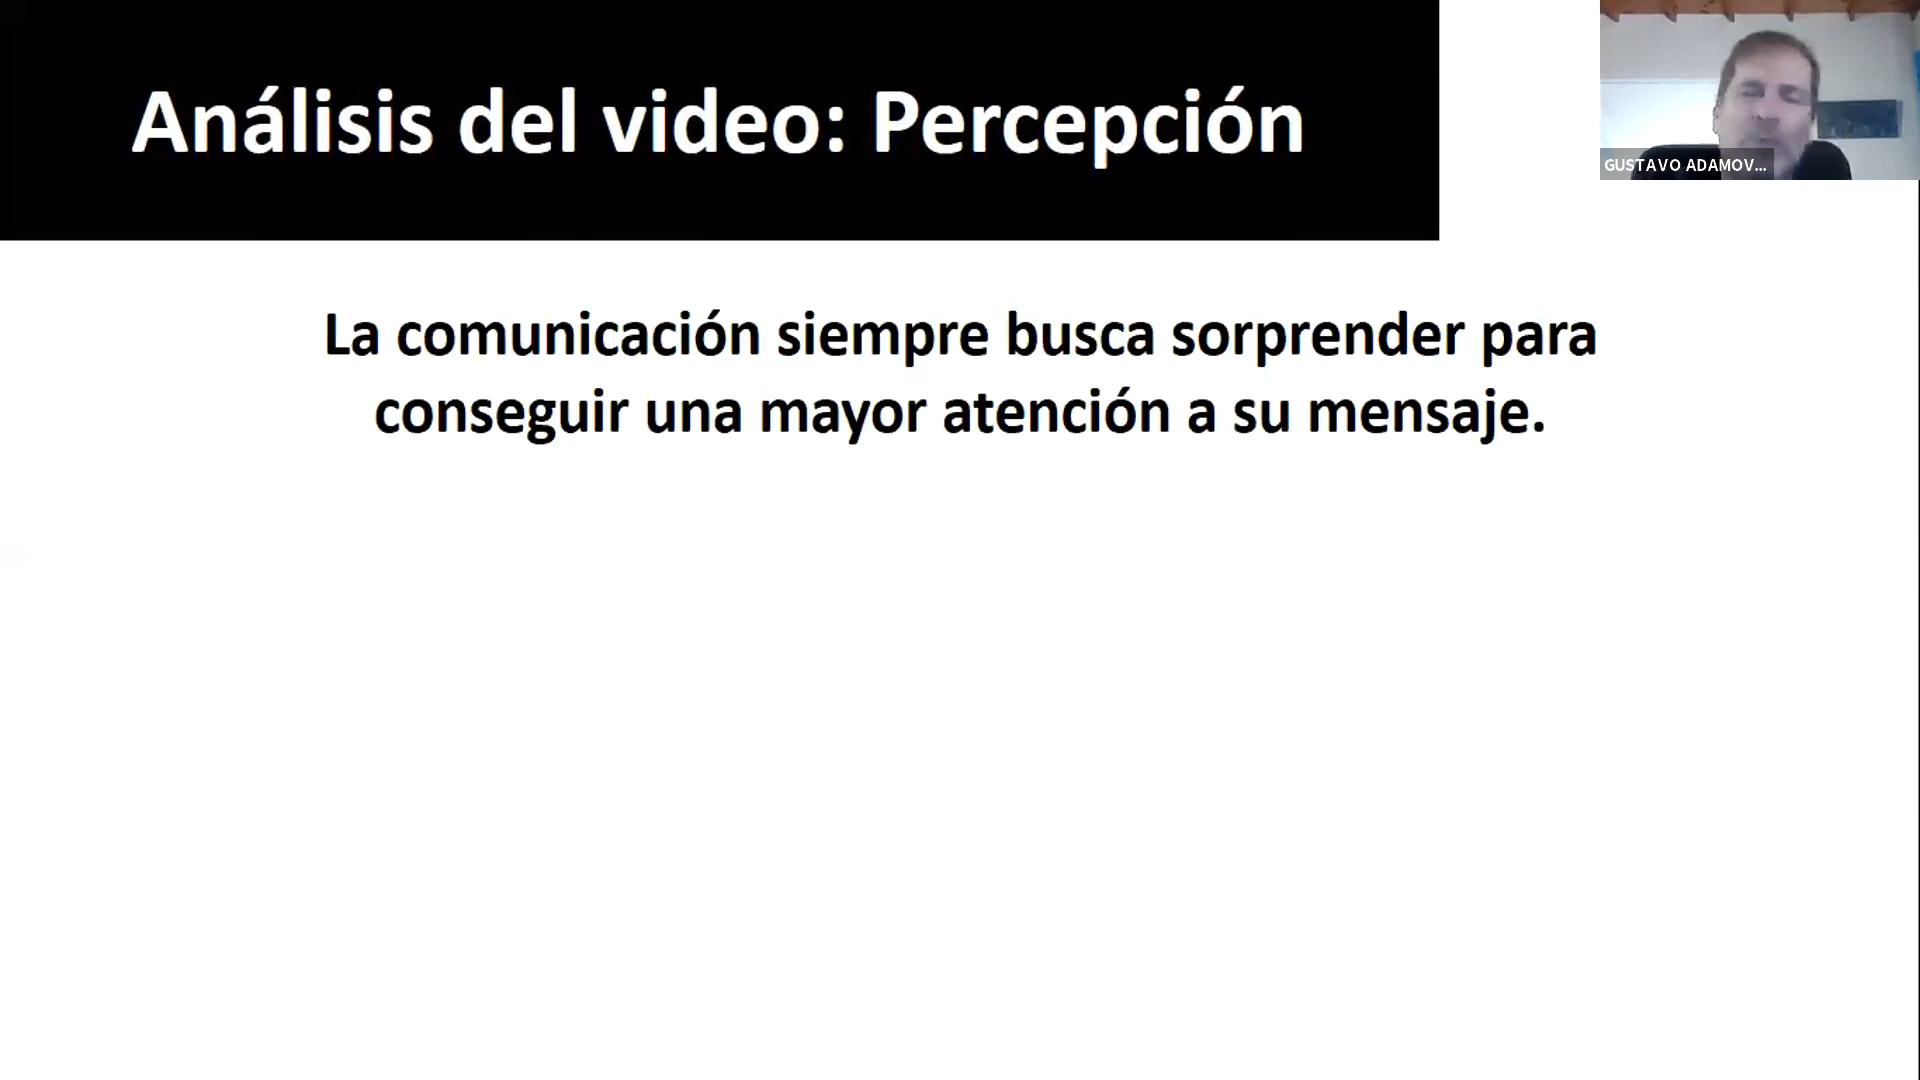 Análisis del video: Percepción
GUSTAVO ADAMOV...
La comunicación siempre busca sorprender para
conseguir una mayor atención a su mensaje.